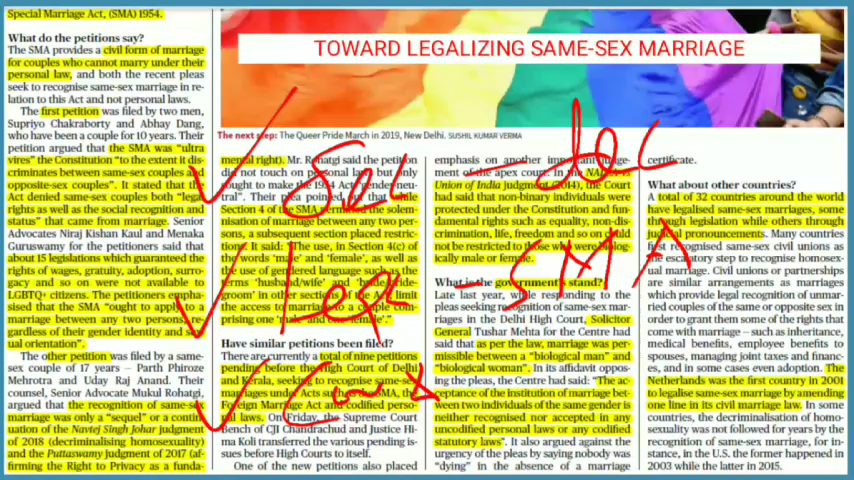 Special Marriage Act, (SMA) 1954.
What do the petitions say?
The SMA provides a civil form of marriage
for couples who cannot marry under their
personal law, and both the recent pleas
seek to recognise same-sex marriage in re-
lation to this Act and not personal laws.
The first petition was filed by two men,
Supriyo Chakraborty and Abhay Dang,
who have been a couple for 10 years. Their
petition argued that the SMA was “ultra
vires” the Constitution “to the extent it dis-
criminates between same-sex couples and
opposite-sex couples”. It stated that the
Act denied same-sex couples both “legal
rights as well as the social recognition and
status” that came from marriage. Senior
Advocates Niraj Kishan Kaul and Menaka
Guruswamy for the petitioners said that
about 15 legislations which guaranteed the
rights of wages, gratuity, adoption, surro-
gacy and so on were not available to
LGBTQ+ citizens. The petitioners empha-
sised that the SMA “ought to apply to a
marriage between any two persons, re-
gardless of their gender identity and sex-
ual orientation”.
The other petition was filed by a same-
sex couple of 17 years — Parth Phiroze
Mehrotra and Uday Raj Anand. Their
counsel, Senior Advocate Mukul Rohatgi,
argued that the recognition of same-sex
marriage was only a “sequel” or a contin-
uation of the Navtej Singh Johar judgment
of 2018 (decriminalising homosexuality)
and the Puttaswamy judgment of 2017 (af-
firming the Right to Privacy as a funda-
TOWARD LEGALIZING SAME-SEX MARRIAGE
The next step: The Queer Pride March in 2019, New Delhi. SUSHIL KUMAR VERMA
mental right). Mr. Rohatgi said the petition
did not touch on personal law but only
sought to make the 1954 Act “gender-neu-
tral”. Their plea pointed out that while
Section 4 of the SMA permitted the solem-
nisation of marriage between any two per-
sons, a subsequent section placed restric-
tions. It said: “The use, in Section 4(c) of
the words ‘male’ and ‘female’, as well as
the use of gendered language such as the
terms ‘husband/wife’ and ‘bride/bride-
groom’ in other sections of the Act, limit
the access to marriage to a couple com-
prising one ‘male’ and one ‘female’.”
Have similar petitions been filed?
There are currently a total of nine petitions
pending before the High Court of Delhi
and Kerala, seeking to recognise same-sex
marriages under Acts such as the SMA, the
Foreign Marriage Act and codified perso-
nal laws. On Friday, the Supreme Court
Bench of CJI Chandrachud and Justice Hi-
ma Koli transferred the various pending is-
sues before High Courts to itself.
One of the new petitions also placed
emphasis on another important judge-
ment of the apex court. In the NALSA vs
Union of India judgment (2014), the Court
had said that non-binary individuals were
protected under the Constitution and fun-
damental rights such as equality, non-dis-
crimination, life, freedom and so on could
not be restricted to those who were biolog-
ically male or female.
What is the government’s stand?
Late last year, while responding to the
pleas seeking recognition of same-sex mar-
riages in the Delhi High Court, Solicitor
General Tushar Mehta for the Centre had
said that as per the law, marriage was per-
missible between a “biological man” and
“biological woman”. In its affidavit oppos-
ing the pleas, the Centre had said: “The ac-
ceptance of the institution of marriage bet-
ween two individuals of the same gender is
neither recognised nor accepted in any
uncodified personal laws or any codified
statutory laws”. It also argued against the
urgency of the pleas by saying nobody was
“dying” in the absence of a marriage
certificate.
What about other countries?
A total of 32 countries around the world
have legalised same-sex marriages, some
through legislation while others through
judicial pronouncements. Many countries
first recognised same-sex civil unions as
the escalatory step to recognise homosex-
ual marriage. Civil unions or partnerships
are similar arrangements as marriages
which provide legal recognition of unmar-
ried couples of the same or opposite sex in
order to grant them some of the rights that
come with marriage — such as inheritance,
medical benefits, employee benefits to
spouses, managing joint taxes and financ-
es, and in some cases even adoption. The
Netherlands was the first country in 2001
to legalise same-sex marriage by amending
one line in its civil marriage law. In some
countries, the decriminalisation of homo-
sexuality was not followed for years by the
recognition of same-sex marriage, for in-
stance, in the U.S. the former happened in
2003 while the latter in 2015.
SMA